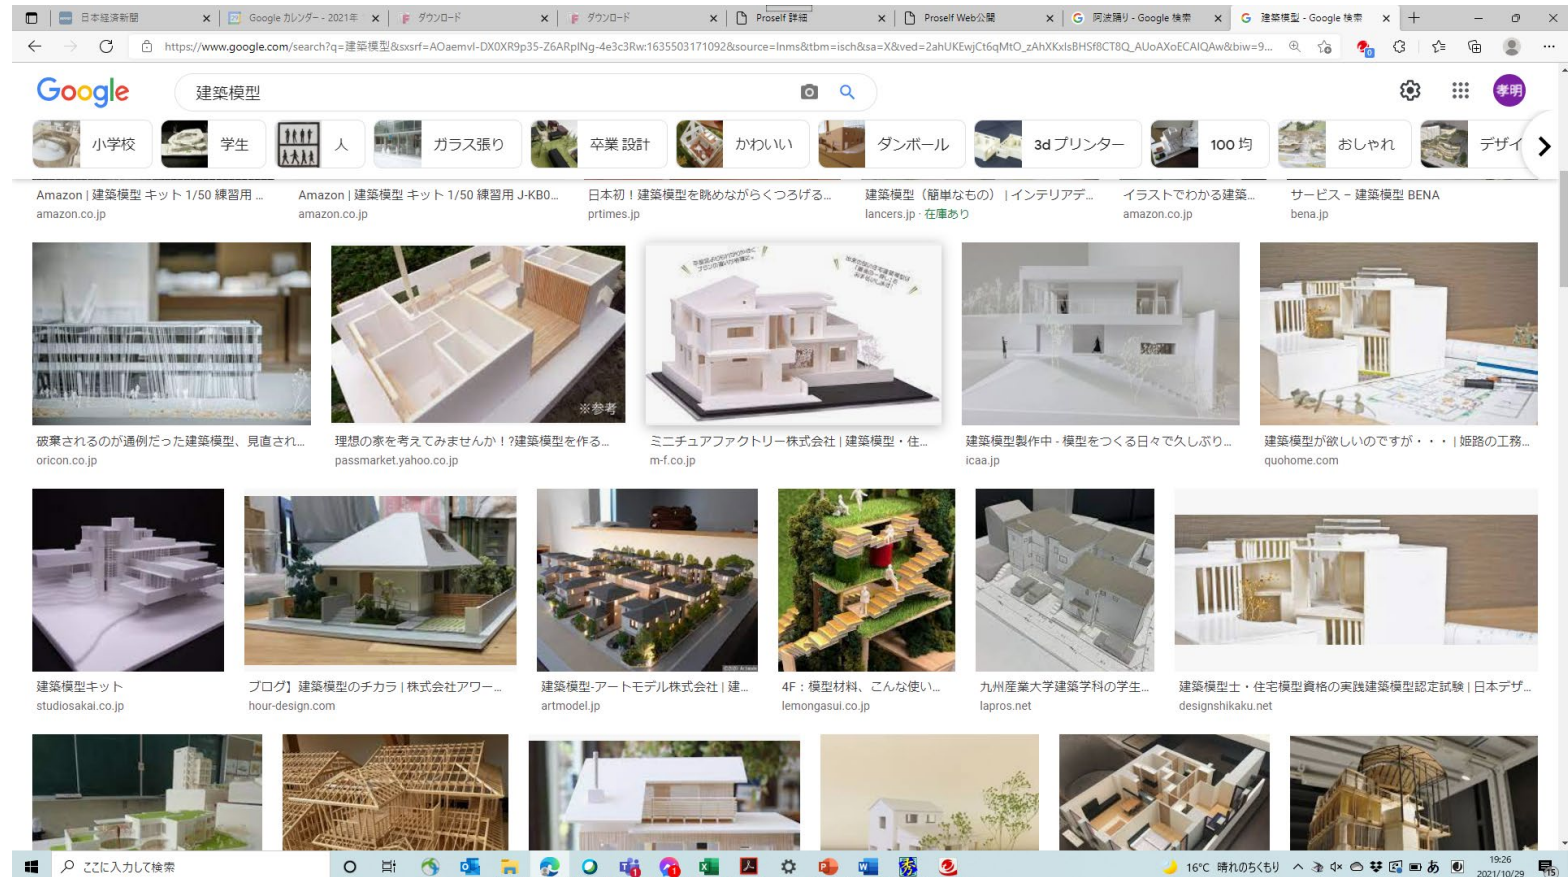 日本経済新聞
Google カレンダー - 2021年
ダウンロード
ダウンロード
Proself 詳細
Proself Web公開
阿波踊り - Google 検索
建築模型 - Google 検索
Google
建築模型
孝明
小学校
学生
人
ガラス張り
卒業 設計
かわいい
ダンボール
3d プリンター
100 均
おしゃれ
デザイ
Amazon | 建築模型 キット 1/50 練習用 ...
amazon.co.jp
Amazon | 建築模型 キット 1/50 練習用 J-KB0...
amazon.co.jp
日本初！建築模型を眺めながらくつろげる...
prtimes.jp
建築模型（簡単なもの） | インテリアデ...
lancers.jp · 在庫あり
イラストでわかる建築...
amazon.co.jp
サービス – 建築模型 BENA
bena.jp
※参考
破棄されるのが通例だった建築模型、見直され...
oricon.co.jp
理想の家を考えてみませんか！?建築模型を作る...
passmarket.yahoo.co.jp
ミニチュアファクトリー株式会社 | 建築模型・住...
m-f.co.jp
建築模型製作中 - 模型をつくる日々で久しぶり...
icaa.jp
建築模型が欲しいのですが・・・ | 姫路の工務...
quohome.com
建築模型キット
studiosakai.co.jp
ブログ】建築模型のチカラ | 株式会社アワー...
hour-design.com
建築模型-アートモデル株式会社 | 建...
artmodel.jp
4F：模型材料、こんな使い...
lemongasui.co.jp
九州産業大学建築学科の学生...
lapros.net
建築模型士・住宅模型資格の実践建築模型認定試験 | 日本デザ...
designshikaku.net
ここに入力して検索
16°C 晴れのちくもり
あ
19:26
2021/10/29
15